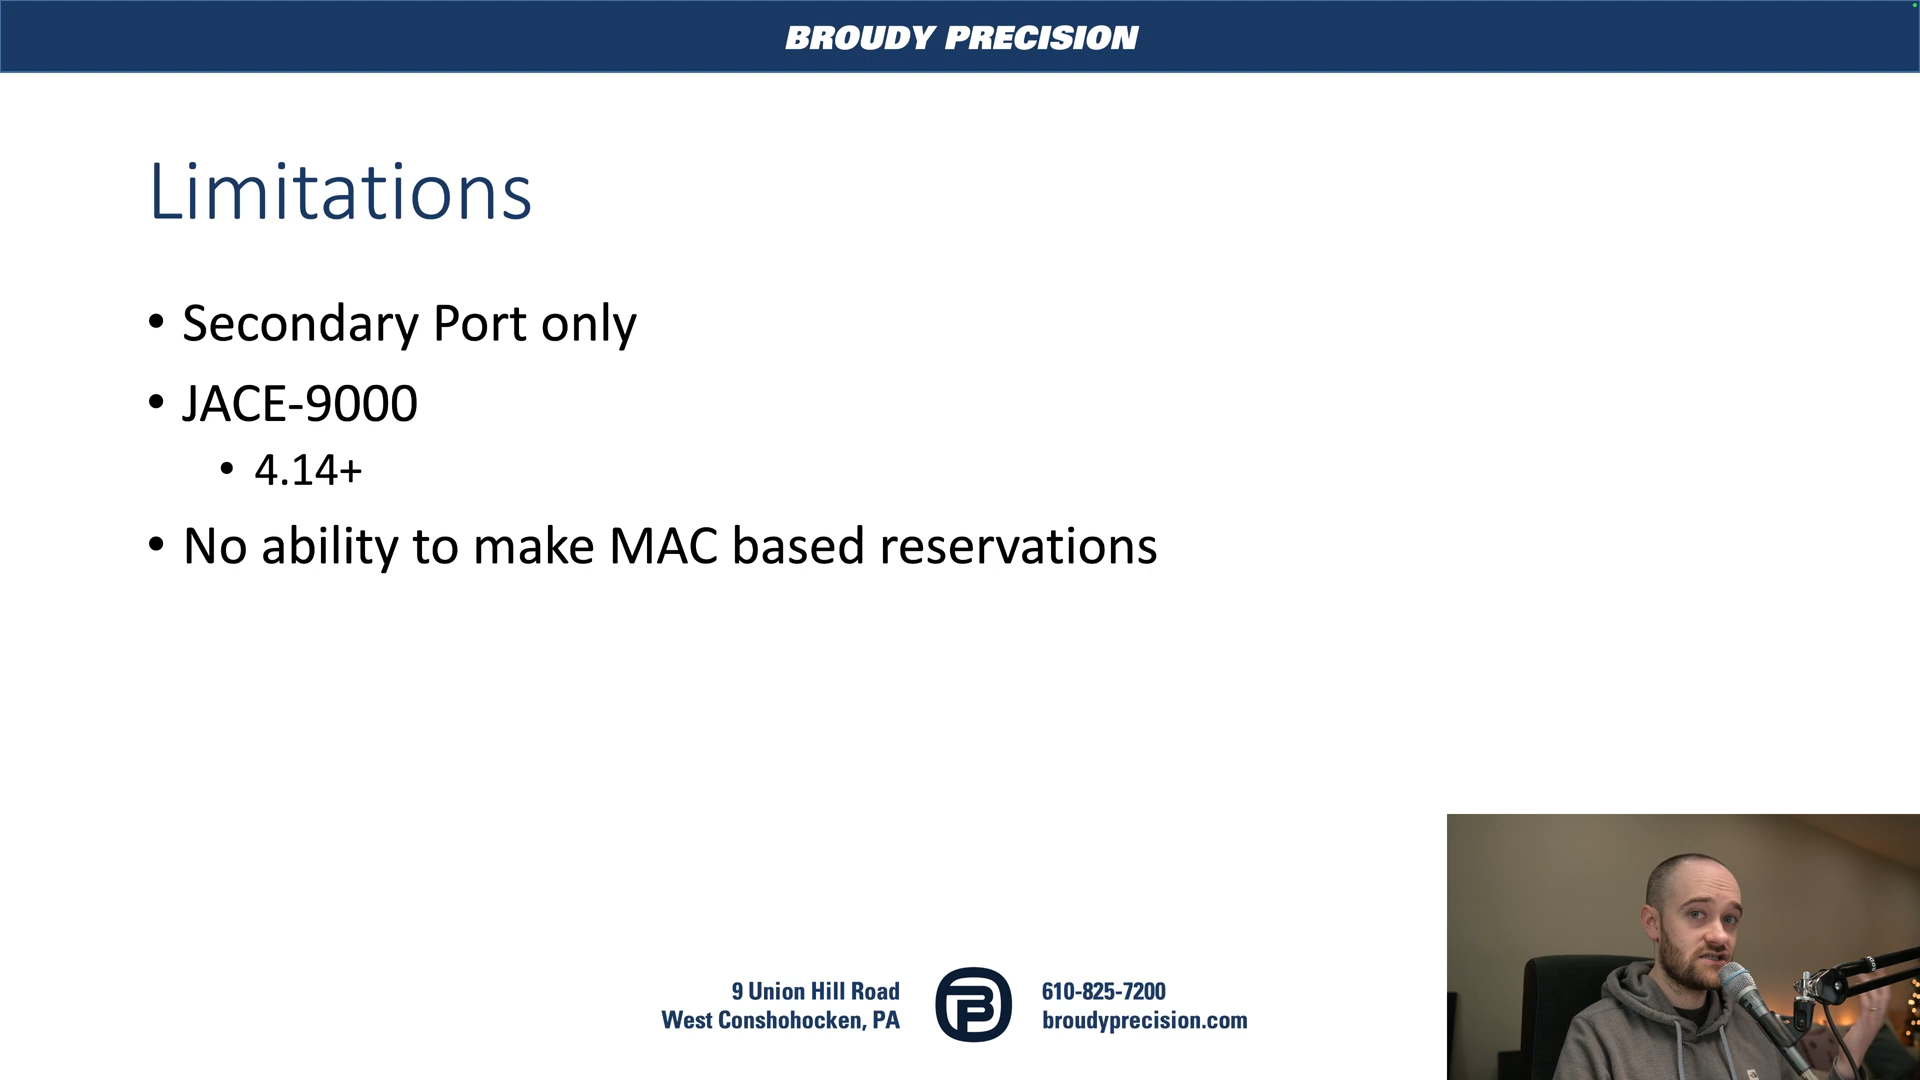 BROUDY PRECISION
Limitations
• Secondary Port only
• JACE-9000
• 4.14+
• No ability to make MAC based reservations
9 Union Hill Road
West Conshohocken, PA
610-825-7200
broudyprecision.com